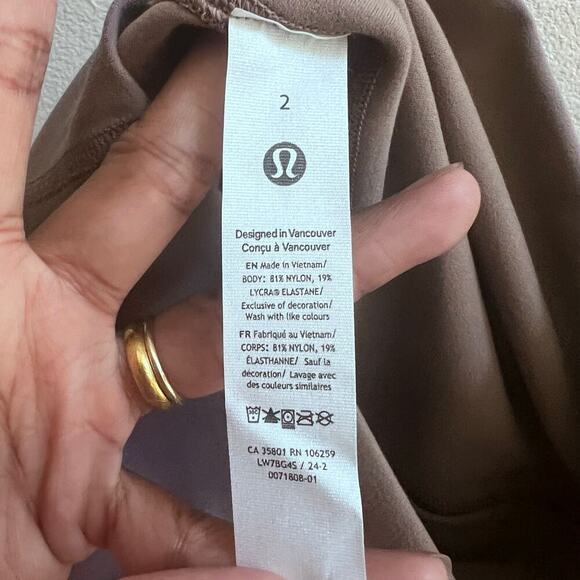 2
Designed in Vancouver
Conçu à Vancouver
EN Made in Vietnam/
BODY: 81% NYLON, 19%
LYCRA® ELASTANE/
Exclusive of decoration/
Wash with like colours
FR Fabriqué au Vietnam/
CORPS: 81% NYLON, 19%
ÉLASTHANNE/ Sauf la
décoration/ Lavage avec
des couleurs similaires
CA 35801 RN 106259
LW7BG4S / 24-2
0071808-01